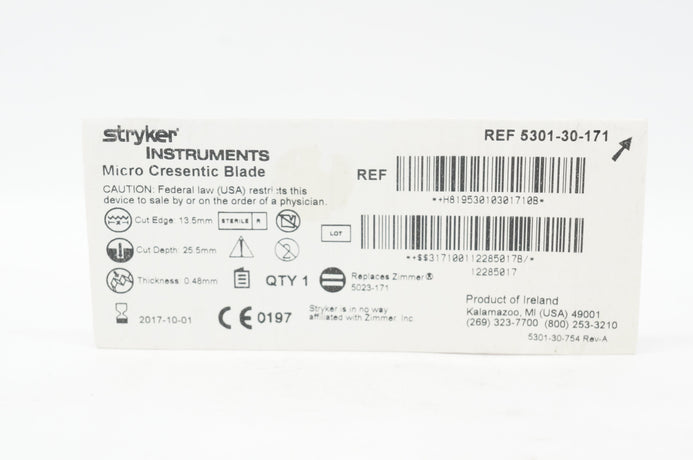 stryker®
INSTRUMENTS
REF 5301-30-171
Micro Cresentic Blade
REF
CAUTION: Federal law (USA) restricts this
device to sale by or on the order of a physician.
*+H81953010301710B*
Cut Edge: 13.5mm
STERILE R
LOT
Cut Depth: 25.5mm
2
*+$$3171001122850178/*
12285017
Thickness: 0.48mm
QTY 1
Replaces Zimmer®
5023-171
2017-10-01
CE 0197
Stryker is in no way
affiliated with Zimmer, Inc.
Product of Ireland
Kalamazoo, MI (USA) 49001
(269) 323-7700 (800) 253-3210
5301-30-754 Rev-A